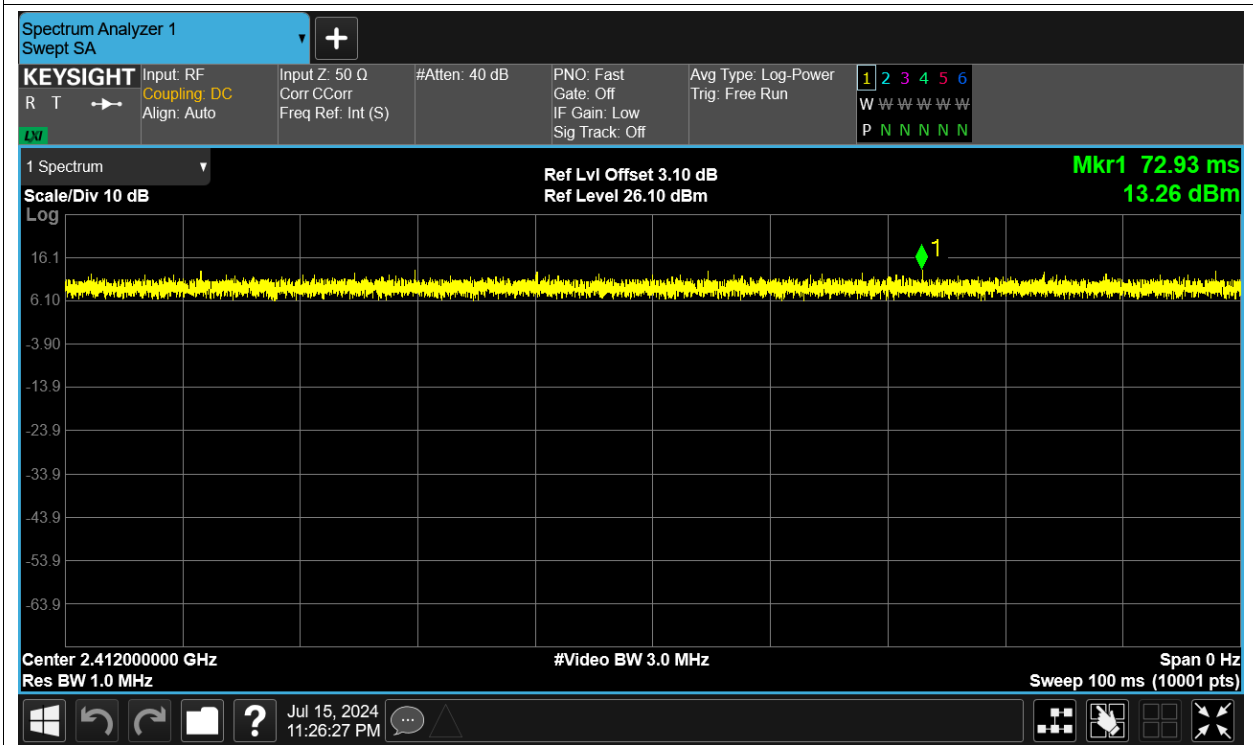 Spectrum Analyzer 1
Swept SA
+
KEYSIGHT
R T
LXI
Input: RF
Coupling: DC
Align: Auto
Input Z: 50 Ω
Corr CCorr
Freq Ref: Int (S)
#Atten: 40 dB
PNO: Fast
Gate: Off
IF Gain: Low
Sig Track: Off
Avg Type: Log-Power
Trig: Free Run
1 2 3 4 5 6
W W W W W W
P N N N N N
1 Spectrum
Scale/Div 10 dB
Log
Ref Lvl Offset 3.10 dB
Ref Level 26.10 dBm
Mkr1 72.93 ms
13.26 dBm
1
16.1
6.10
-3.90
-13.9
-23.9
-33.9
-43.9
-53.9
-63.9
Center 2.412000000 GHz
Res BW 1.0 MHz
#Video BW 3.0 MHz
Span 0 Hz
Sweep 100 ms (10001 pts)
?
Jul 15, 2024
11:26:27 PM